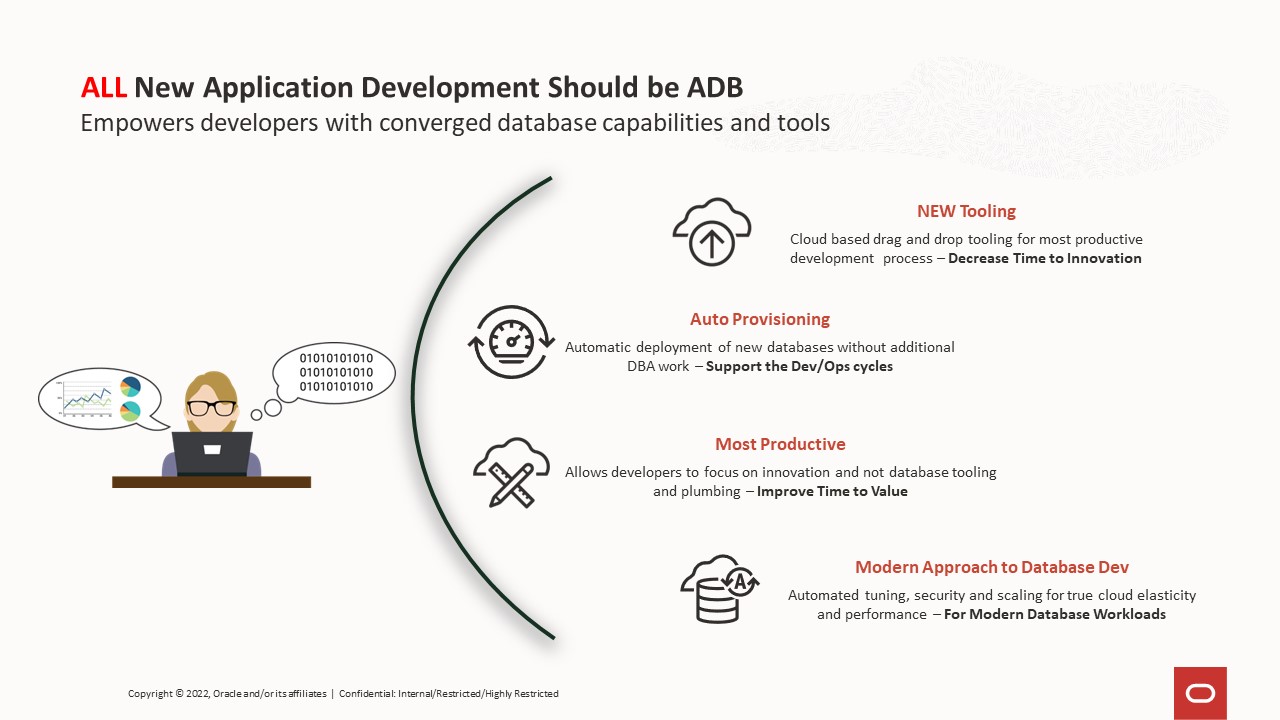 ALL New Application Development Should be ADB
Empowers developers with converged database capabilities and tools
NEW Tooling
Cloud based drag and drop tooling for most productive
development process – Decrease Time to Innovation
Auto Provisioning
Automatic deployment of new databases without additional
DBA work – Support the Dev/Ops cycles
01010101010
01010101010
01010101010
Most Productive
Allows developers to focus on innovation and not database tooling
and plumbing – Improve Time to Value
A
Modern Approach to Database Dev
Automated tuning, security and scaling for true cloud elasticity
and performance – For Modern Database Workloads
Copyright © 2022, Oracle and/or its affiliates | Confidential: Internal/Restricted/Highly Restricted